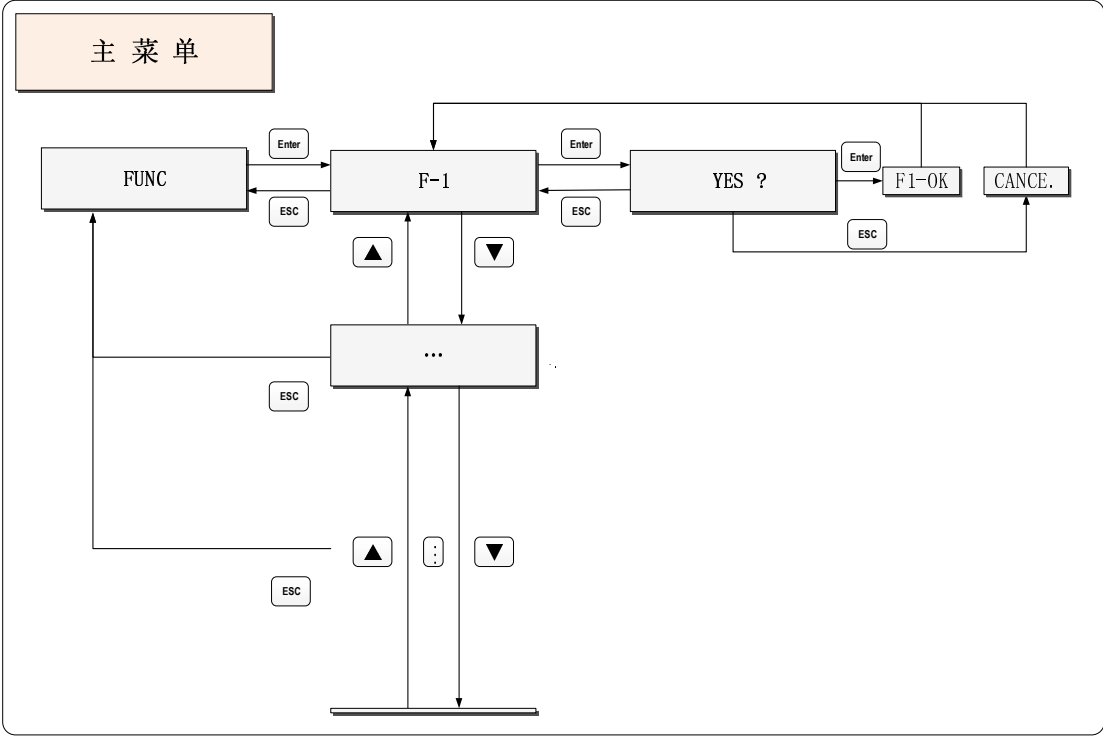 主 菜 单
Enter
Enter
Enter
FUNC
F-1
YES ?
F1-OK
CANCE.
ESC
ESC
ESC
▲
▼
...
ESC
▲
⋮
▼
ESC